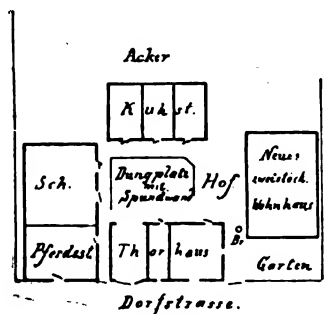 Acker
Kuhst.
Dungplatz
mit
Spundwand
Hof
Neues
zweistöck.
Wohnhaus
Sch.
Pferdest
Thorhaus
Br
Garten
Dorfstrasse.